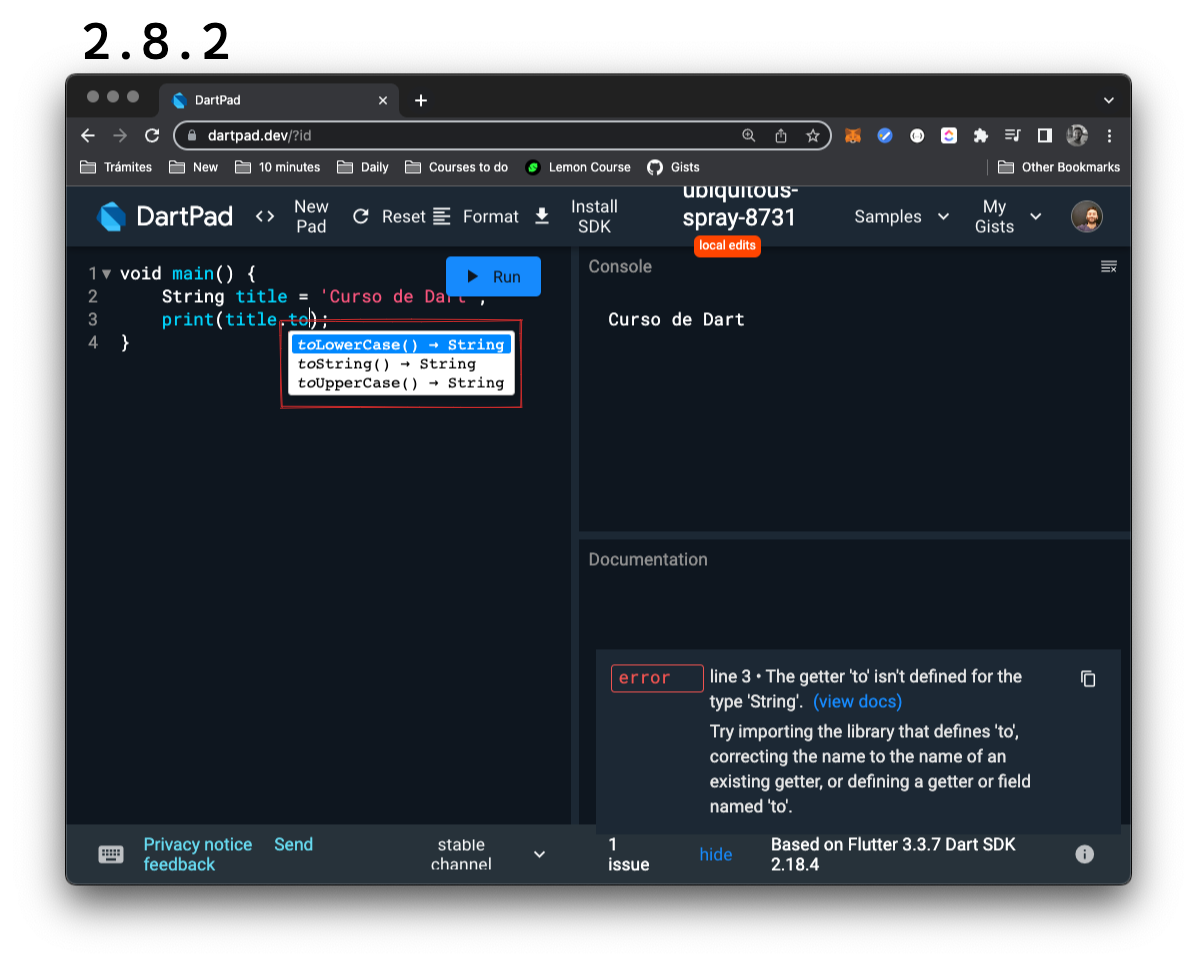 2.8.2
DartPad
dartpad.dev/?id
Trámites New 10 minutes Daily Courses to do Lemon Course Gists Other Bookmarks
DartPad <> New Pad Reset Format Install SDK ubiquitous-spray-8731 Samples My Gists
local edits
1 void main() {
2 String title = 'Curso de Dart';
3 print(title.to);
4 }
Run
toLowerCase() → String
toString() → String
toUpperCase() → String
Console
Curso de Dart
Documentation
error
line 3 • The getter 'to' isn't defined for the
type 'String'. (view docs)
Try importing the library that defines 'to',
correcting the name to the name of an
existing getter, or defining a getter or field
named 'to'.
Privacy notice Send
feedback
stable
channel
1
issue
hide
Based on Flutter 3.3.7 Dart SDK
2.18.4